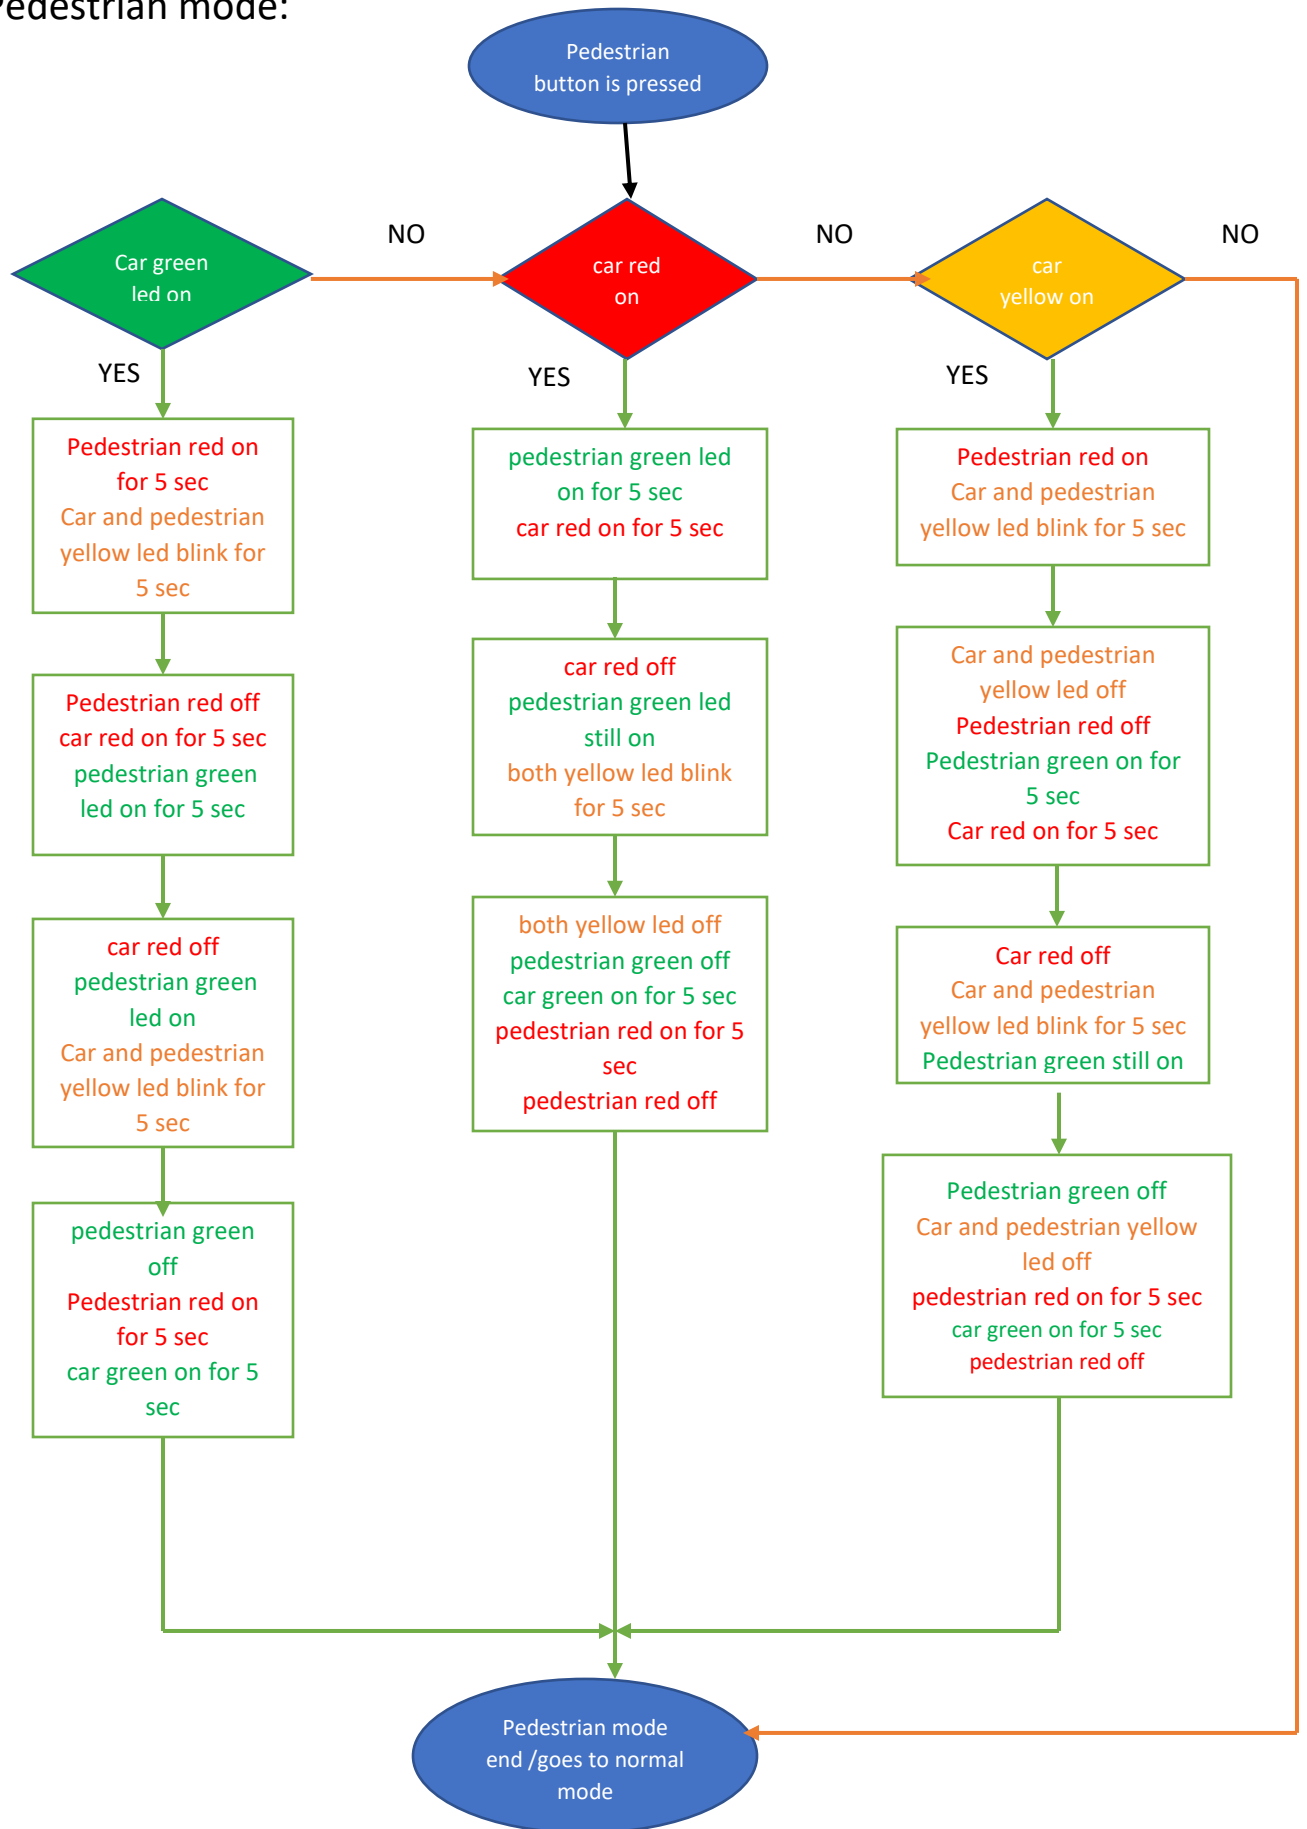 Pedestrian mode:
Pedestrian
button is pressed
Car green
led on
NO
car red
on
NO
car
yellow on
NO
YES
YES
YES
Pedestrian red on
for 5 sec
Car and pedestrian
yellow led blink for
5 sec
Pedestrian red off
car red on for 5 sec
pedestrian green
led on for 5 sec
car red off
pedestrian green
led on
Car and pedestrian
yellow led blink for
5 sec
pedestrian green
off
Pedestrian red on
for 5 sec
car green on for 5
sec
pedestrian green led
on for 5 sec
car red on for 5 sec
car red off
pedestrian green led
still on
both yellow led blink
for 5 sec
both yellow led off
pedestrian green off
car green on for 5 sec
pedestrian red on for 5
sec
pedestrian red off
Pedestrian red on
Car and pedestrian
yellow led blink for 5 sec
Car and pedestrian
yellow led off
Pedestrian red off
Pedestrian green on for
5 sec
Car red on for 5 sec
Car red off
Car and pedestrian
yellow led blink for 5 sec
Pedestrian green still on
Pedestrian green off
Car and pedestrian yellow
led off
pedestrian red on for 5 sec
car green on for 5 sec
pedestrian red off
Pedestrian mode
end /goes to normal
mode